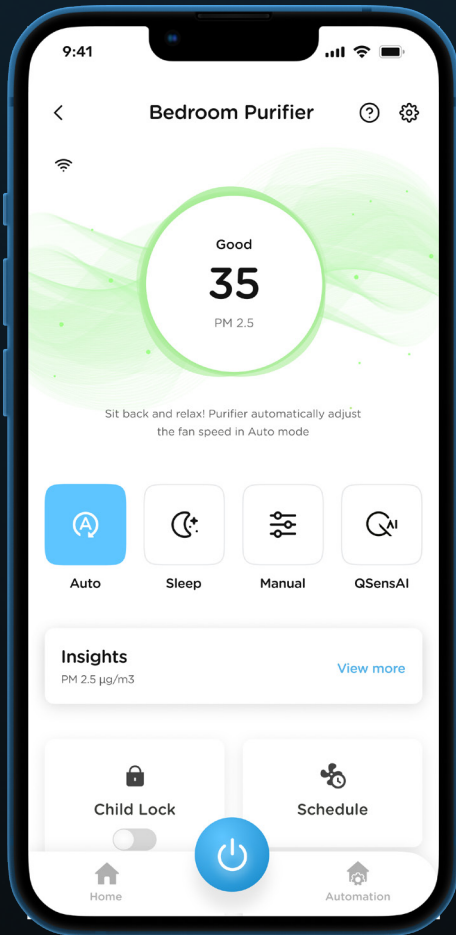 9:41
Bedroom Purifier
Good
35
PM 2.5
Sit back and relax! Purifier automatically adjust
the fan speed in Auto mode
A
AI
Auto
Sleep
Manual
QSensAI
Insights
PM 2.5 µg/m3
View more
Child Lock
Schedule
Home
Automation